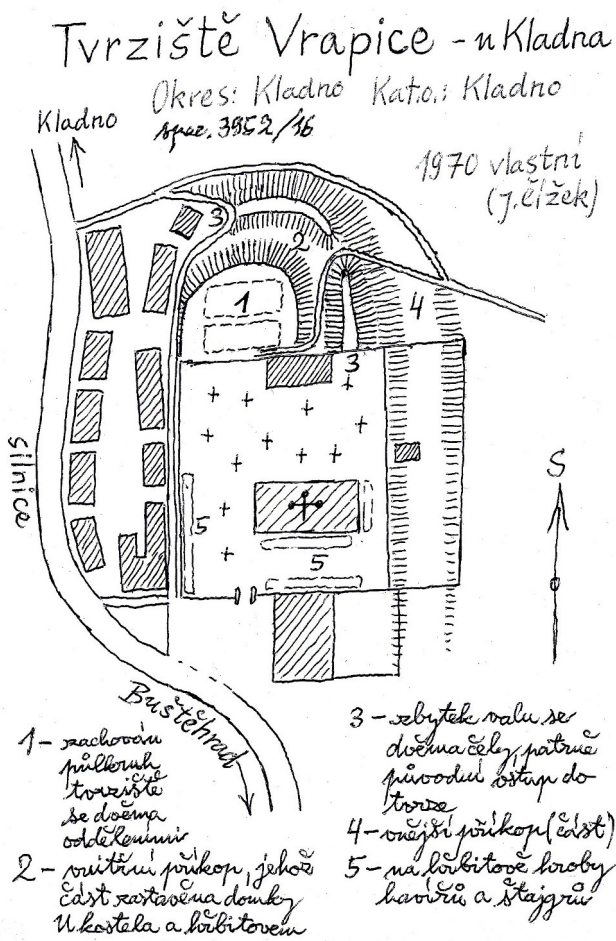 Tvrziště Vrapice - u Kladna
Okres: Kladno Kat.o.: Kladno
spec. 3952/16
Kladno
1970 vlastní
(J. Čížek)
3
2
1
4
3
silnice
S
5
5
Buštěhrad
1 - zachován
půlkruh
tvrziště
se dvěma
odděleními
2 - vnitřní příkop, jehož
část zastavěna domky
U kostela a hřbitovem
3 - zbytek valu se
dvěma čely, patrně
původní vstup do
tvrze
4 - vnější příkop (část)
5 - na hřbitově hroby
havířů a štajgrů